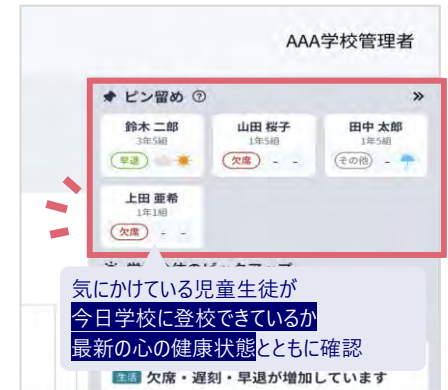 AAA学校管理者
ピン留め ?
»
鈴木 二郎
3年5組
早退
山田 桜子
1年5組
欠席 - -
田中 太郎
1年5組
その他 -
上田 亜希
1年1組
欠席 - -
気にかけている児童生徒が
今日学校に登校できているか
最新の心の健康状態とともに確認
生活 欠席・遅刻・早退が増加しています